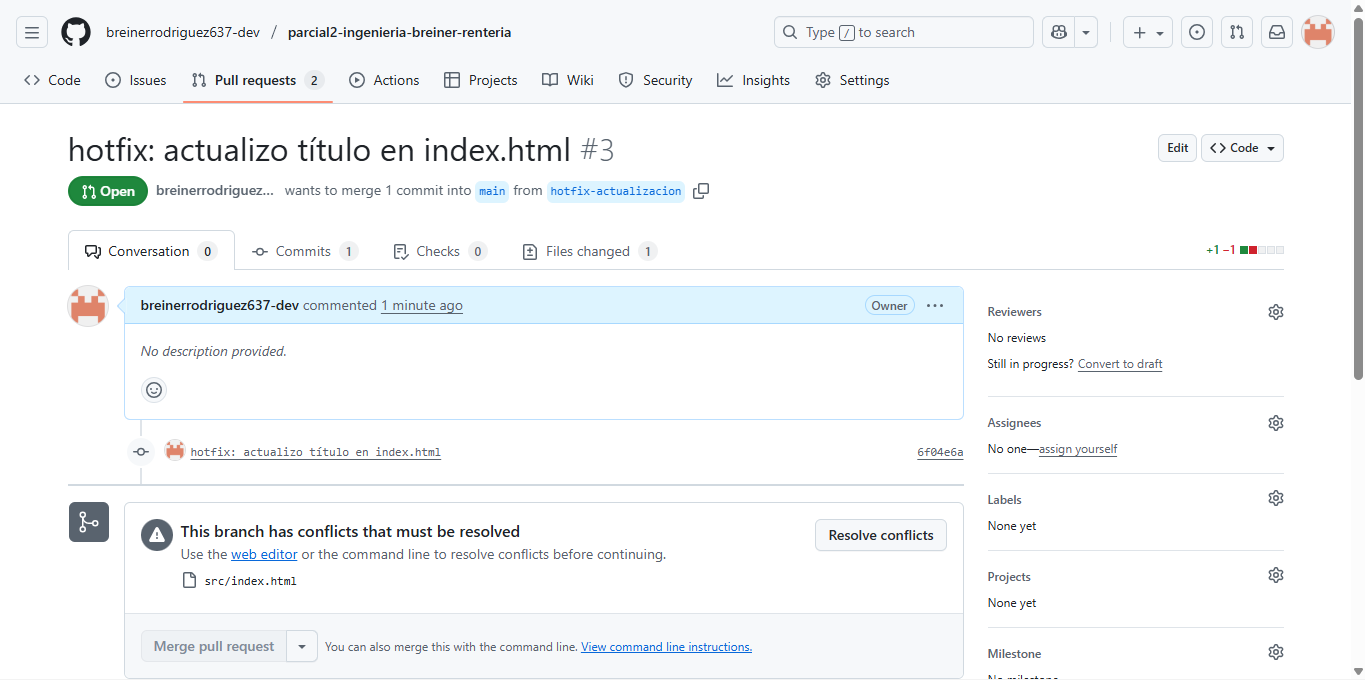 breinerrodriguez637-dev / parcial2-ingenieria-breiner-renteria
Type / to search
Code
Issues
Pull requests 2
Actions
Projects
Wiki
Security
Insights
Settings
hotfix: actualizo título en index.html #3
Edit
Code
Open
breinerrodriguez... wants to merge 1 commit into main from hotfix-actualizacion
Conversation 0
Commits 1
Checks 0
Files changed 1
+1 −1
breinerrodriguez637-dev commented 1 minute ago
Owner
No description provided.
hotfix: actualizo título en index.html
6f04e6a
This branch has conflicts that must be resolved
Use the web editor or the command line to resolve conflicts before continuing.
src/index.html
Resolve conflicts
Merge pull request
You can also merge this with the command line. View command line instructions.
Reviewers
No reviews
Still in progress? Convert to draft
Assignees
No one—assign yourself
Labels
None yet
Projects
None yet
Milestone
No milestone